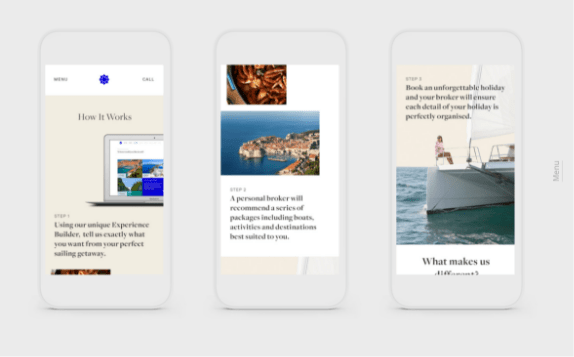 MENU
CALL
How It Works
STEP 1
Using our unique Experience
Builder, tell us exactly what
you want from your perfect
sailing getaway.
STEP 2
A personal broker will
recommend a series of
packages including boats,
activities and destinations
best suited to you.
STEP 3
Book an unforgettable holiday
and your broker will ensure
each detail of your holiday is
perfectly organised.
What makes us
different?
Menu